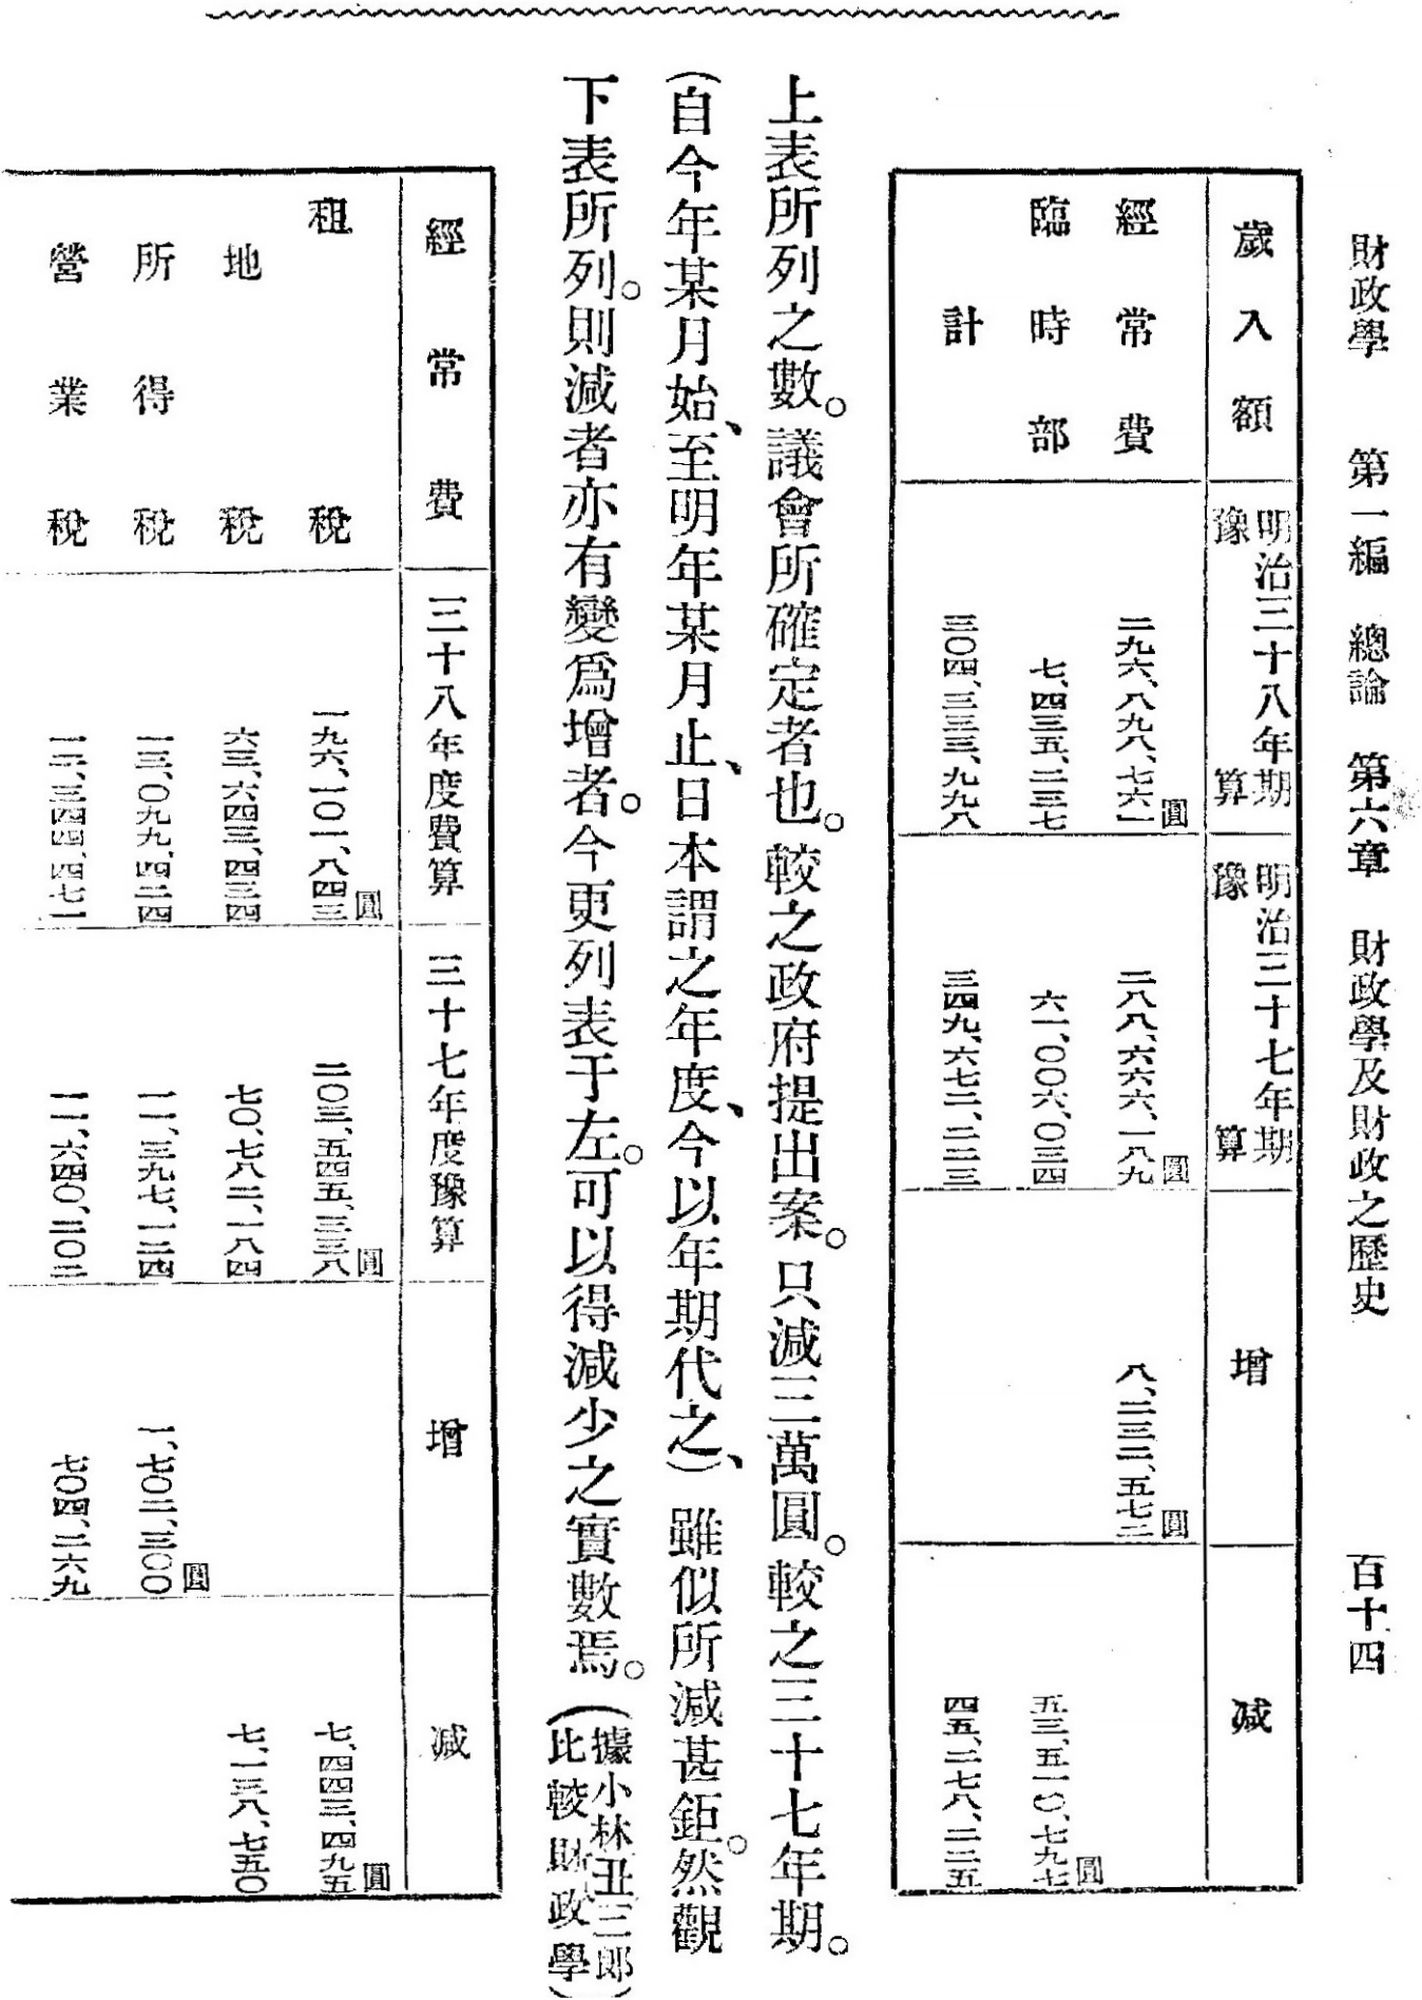 財政學 第一編 總論 第六章 財政學及財政之歷史 百十四
歲入額 明治三十八年期豫算 明治三十七年期豫算 增 減
經常費 二九六、八九八、七六一圓 二八八、六六六、一八九圓 八、二三二、五七二圓
臨時部 七、四三五、二三七 六一、〇〇六、〇三四 五三、五一〇、七九七圓
計 三〇四、三三三、九九八 三四九、六七二、二二三 四五、二七八、二二五
上表所列之數。議會所確定者也。較之政府提出案。只減三萬圓。較之三十七年期。
(自今年某月始、至明年某月止、日本謂之年度、今以年期代之、)雖似所減甚鉅。然觀
下表所列。則減者亦有變爲增者。今更列表于左。可以得減少之實數焉。(據小林丑三郎比較財政學)
經常費 三十八年度費算 三十七年度豫算 增 減
租稅 一九六、一〇一、八四三圓 二〇三、五四五、三三八圓 七、四四三、四九五圓
地稅 六三、六四三、四三四 七〇、七八二、一八四 七、一三八、七五〇
所得稅 一三、〇九九、四二四 一一、三九七、一二四 一、七〇二、三〇〇圓
營業稅 一二、三四四、四七一 一一、六四〇、二〇二 七〇四、二六九